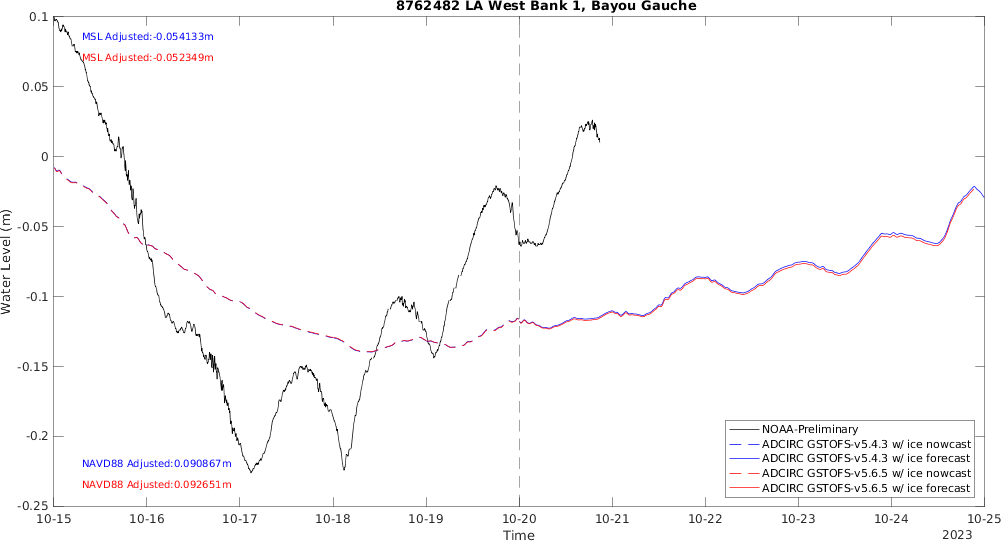 8762482 LA West Bank 1, Bayou Gauche
MSL Adjusted:-0.054133m
MSL Adjusted:-0.052349m
0.1
0.05
0
-0.05
-0.1
-0.15
-0.2
-0.25
Water Level (m)
NAVD88 Adjusted:0.090867m
NAVD88 Adjusted:0.092651m
NOAA-Preliminary
ADCIRC GSTOFS-v5.4.3 w/ ice nowcast
ADCIRC GSTOFS-v5.4.3 w/ ice forecast
ADCIRC GSTOFS-v5.6.5 w/ ice nowcast
ADCIRC GSTOFS-v5.6.5 w/ ice forecast
10-15 10-16 10-17 10-18 10-19 10-20 10-21 10-22 10-23 10-24 10-25
Time
2023